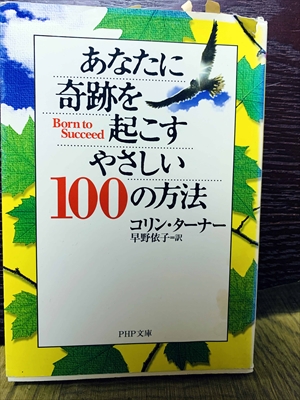 あなたに
奇跡を
Born to
Succeed
起こす
やさしい
100の方法
コリン・ターナー
早野依子=訳
PHP文庫